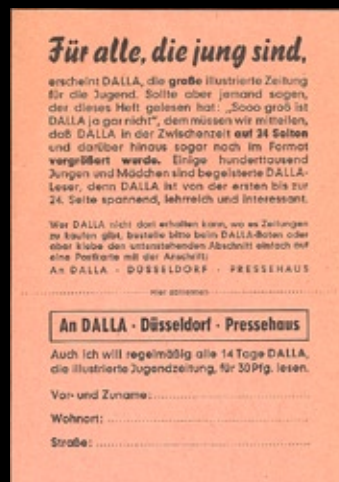 Für alle, die jung sind,
erscheint DALLA, die große illustrierte Zeitung
für die Jugend. Sollte aber jemand sagen,
der dieses Heft gelesen hat: „Sooo groß ist
DALLA ja gar nicht", dem müssen wir mitteilen,
daß DALLA in der Zwischenzeit auf 24 Seiten
und darüber hinaus sogar noch im Format
vergrößert wurde. Einige hunderttausend
Jungen und Mädchen sind begeisterte DALLA-
Leser, denn DALLA ist von der ersten bis zur
24. Seite spannend, lehrreich und interessant.
Wer DALLA nicht dort erhalten kann, wo es Zeitungen
zu kaufen gibt, bestelle bitte beim DALLA-Boten oder
aber klebe den untenstehenden Abschnitt einfach auf
eine Postkarte mit der Anschrift:
An DALLA · DÜSSELDORF · PRESSEHAUS
Hier abtrennen
An DALLA · Düsseldorf · Pressehaus
Auch ich will regelmäßig alle 14 Tage DALLA,
die illustrierte Jugendzeitung, für 30 Pfg. lesen.
Vor- und Zuname:
Wohnort:
Straße: